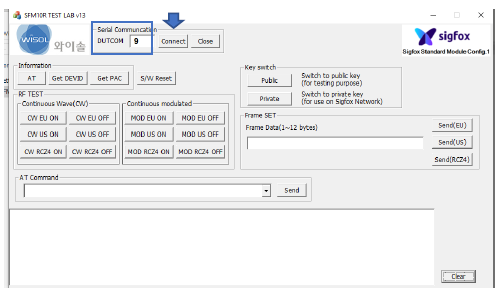 SFM10R TEST LAB v13
WISOL 와이솔
Serial Communcation
DUTCOM 9 Connect Close
sigfox
Sigfox Standard Module Config.1
Information
AT Get DEVID Get PAC S/W Reset
Key switch
Public Switch to public key
(for testing purpose)
Private Switch to private key
(for use on Sigfox Network)
RF TEST
Continuous Wave(CW) Continuous modulated
CW EU ON CW EU OFF MOD EU ON MOD EU OFF
CW US ON CW US OFF MOD US ON MOD US OFF
CW RCZ4 ON CW RCZ4 OFF MOD RCZ4 ON MOD RCZ4 OFF
Frame SET
Frame Data(1~12 bytes)
Send(EU)
Send(US)
Send(RCZ4)
AT Command
Send
Clear